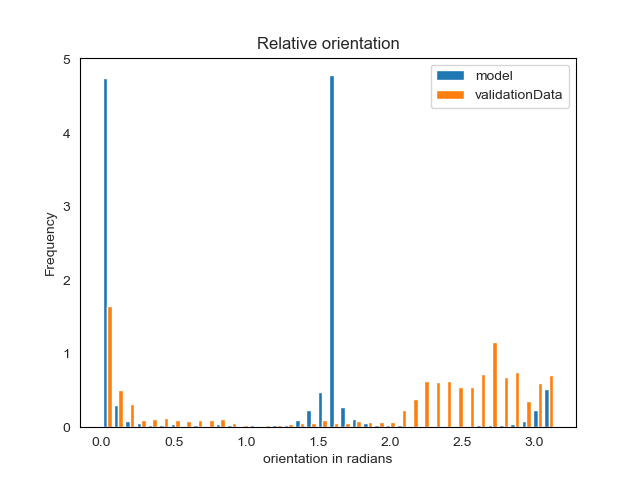 Relative orientation
model
validationData
Frequency
5
4
3
2
1
0
0.0 0.5 1.0 1.5 2.0 2.5 3.0
orientation in radians